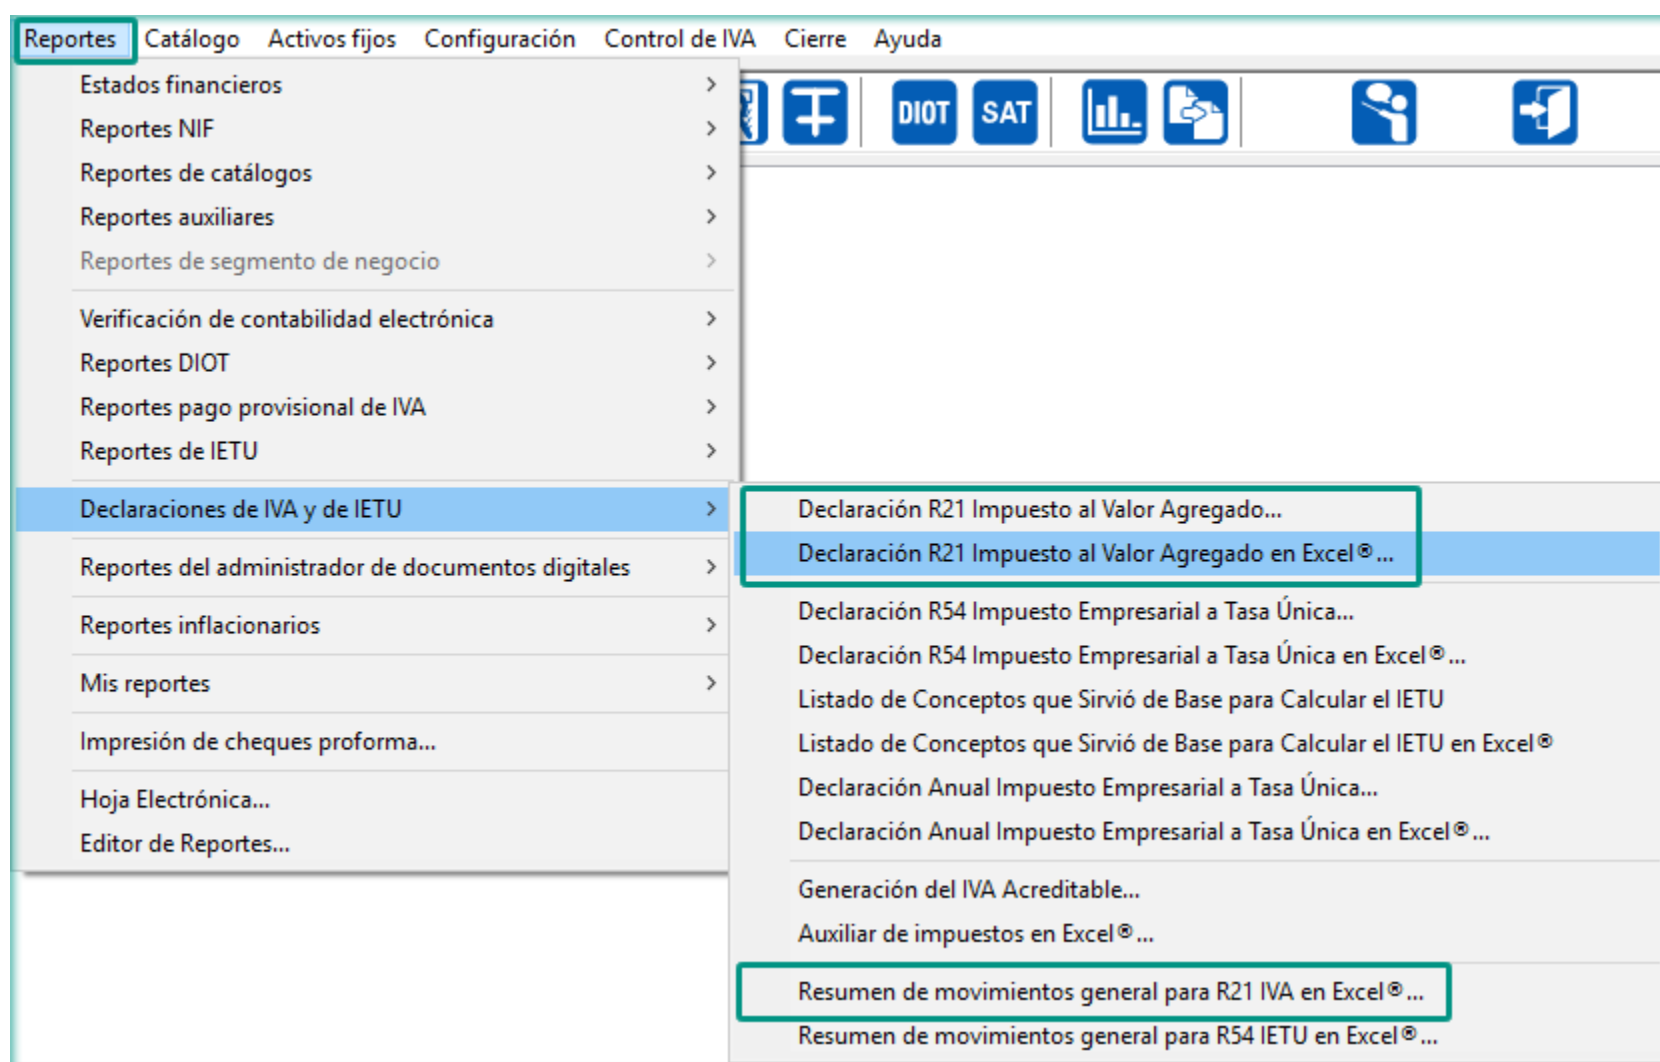 Reportes Catálogo Activos fijos Configuración Control de IVA Cierre Ayuda
DIOT SAT
Estados financieros
Reportes NIF
Reportes de catálogos
Reportes auxiliares
Reportes de segmento de negocio
Verificación de contabilidad electrónica
Reportes DIOT
Reportes pago provisional de IVA
Reportes de IETU
Declaraciones de IVA y de IETU
Reportes del administrador de documentos digitales
Reportes inflacionarios
Mis reportes
Impresión de cheques proforma...
Hoja Electrónica...
Editor de Reportes...
Declaración R21 Impuesto al Valor Agregado...
Declaración R21 Impuesto al Valor Agregado en Excel®...
Declaración R54 Impuesto Empresarial a Tasa Única...
Declaración R54 Impuesto Empresarial a Tasa Única en Excel®...
Listado de Conceptos que Sirvió de Base para Calcular el IETU
Listado de Conceptos que Sirvió de Base para Calcular el IETU en Excel®
Declaración Anual Impuesto Empresarial a Tasa Única...
Declaración Anual Impuesto Empresarial a Tasa Única en Excel®...
Generación del IVA Acreditable...
Auxiliar de impuestos en Excel®...
Resumen de movimientos general para R21 IVA en Excel®...
Resumen de movimientos general para R54 IETU en Excel®...